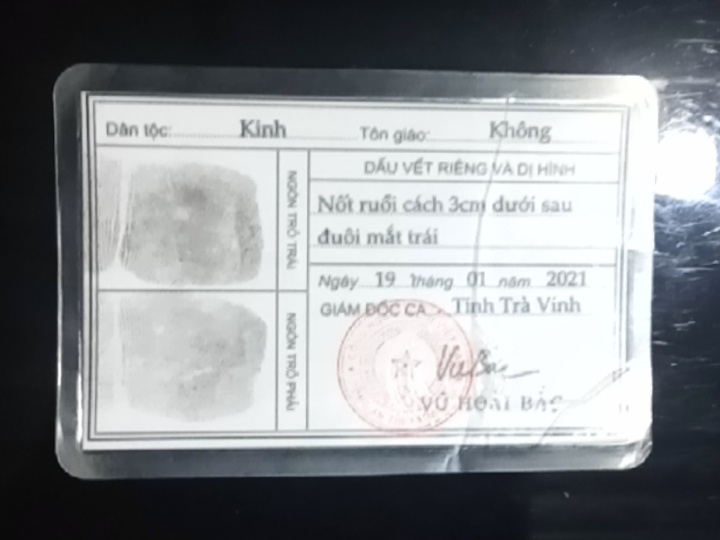 Dân tộc: Kinh Tôn giáo: Không
NGÓN TRỎ TRÁI
NGÓN TRỎ PHẢI
DẤU VẾT RIÊNG VÀ DỊ HÌNH
Nốt ruồi cách 3cm dưới sau
đuôi mắt trái
Ngày 19 tháng 01 năm 2021
GIÁM ĐỐC CA Tỉnh Trà Vinh
VŨ HOÀI BẮC